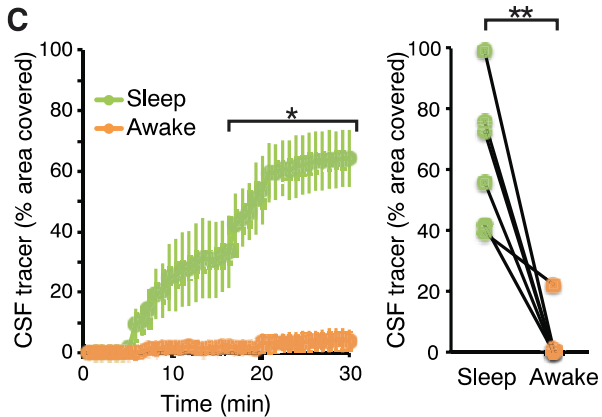 C
CSF tracer (% area covered)
100
80
60
40
20
0
Sleep
Awake
*
0 10 20 30
Time (min)
**
CSF tracer (% area covered)
100
80
60
40
20
0
Sleep Awake